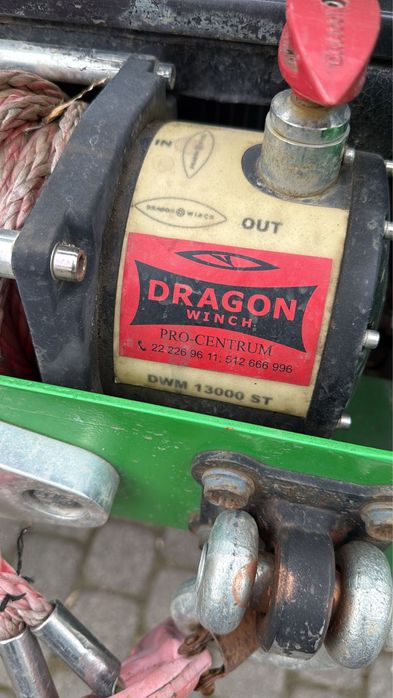 IN
DRAGON WINCH
OUT
DRAGON
WINCH
PRO-CENTRUM
22 226 96 11; 512 666 996
DWM 13000 ST